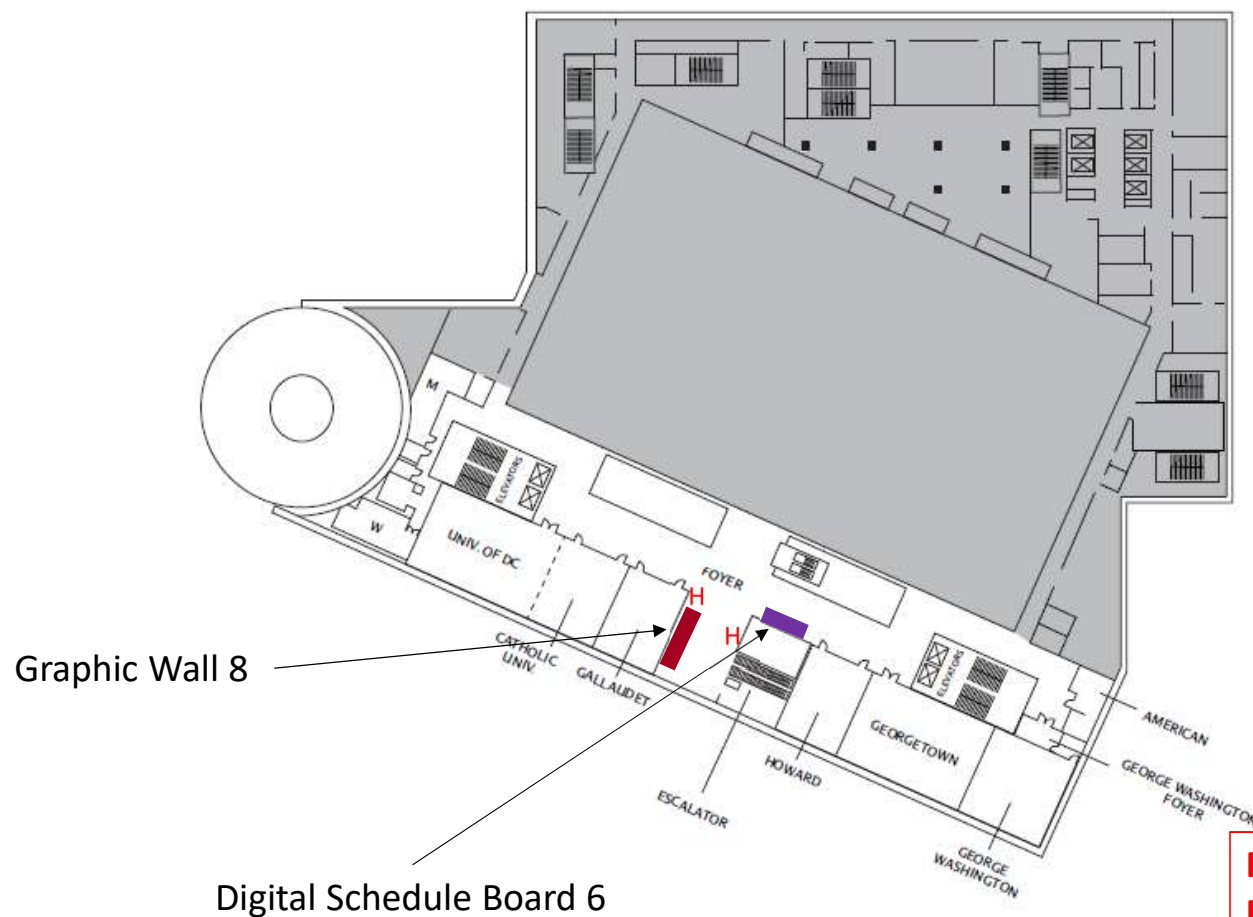 M
ELEVATORS
W
UNIV. OF DC
FOYER
H
H
Graphic Wall 8
CATHOLIC
UNIV.
GALLAUDET
ELEVATORS
AMERICAN
GEORGETOWN
HOWARD
GEORGE WASHINGTON
FOYER
ESCALATOR
GEORGE
WASHINGTON
Digital Schedule Board 6